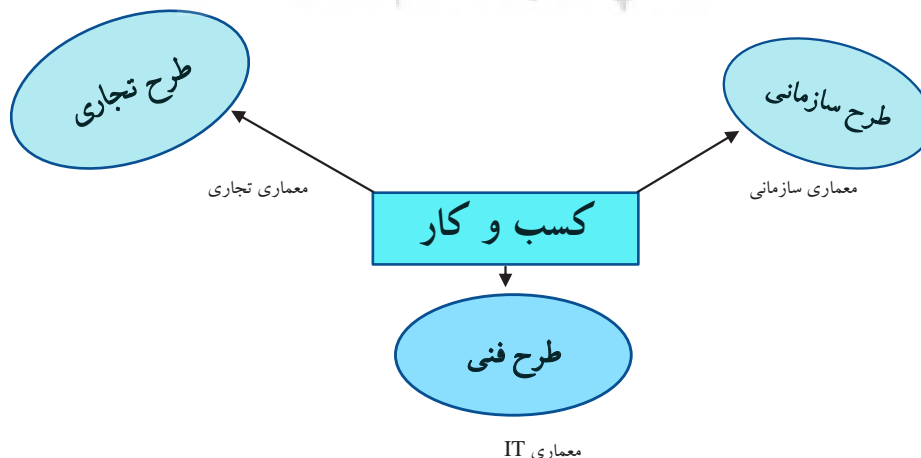 طرح سازمانی
طرح تجاری
معماری سازمانی
معماری تجاری
کسب و کار
طرح فنی
معماری IT